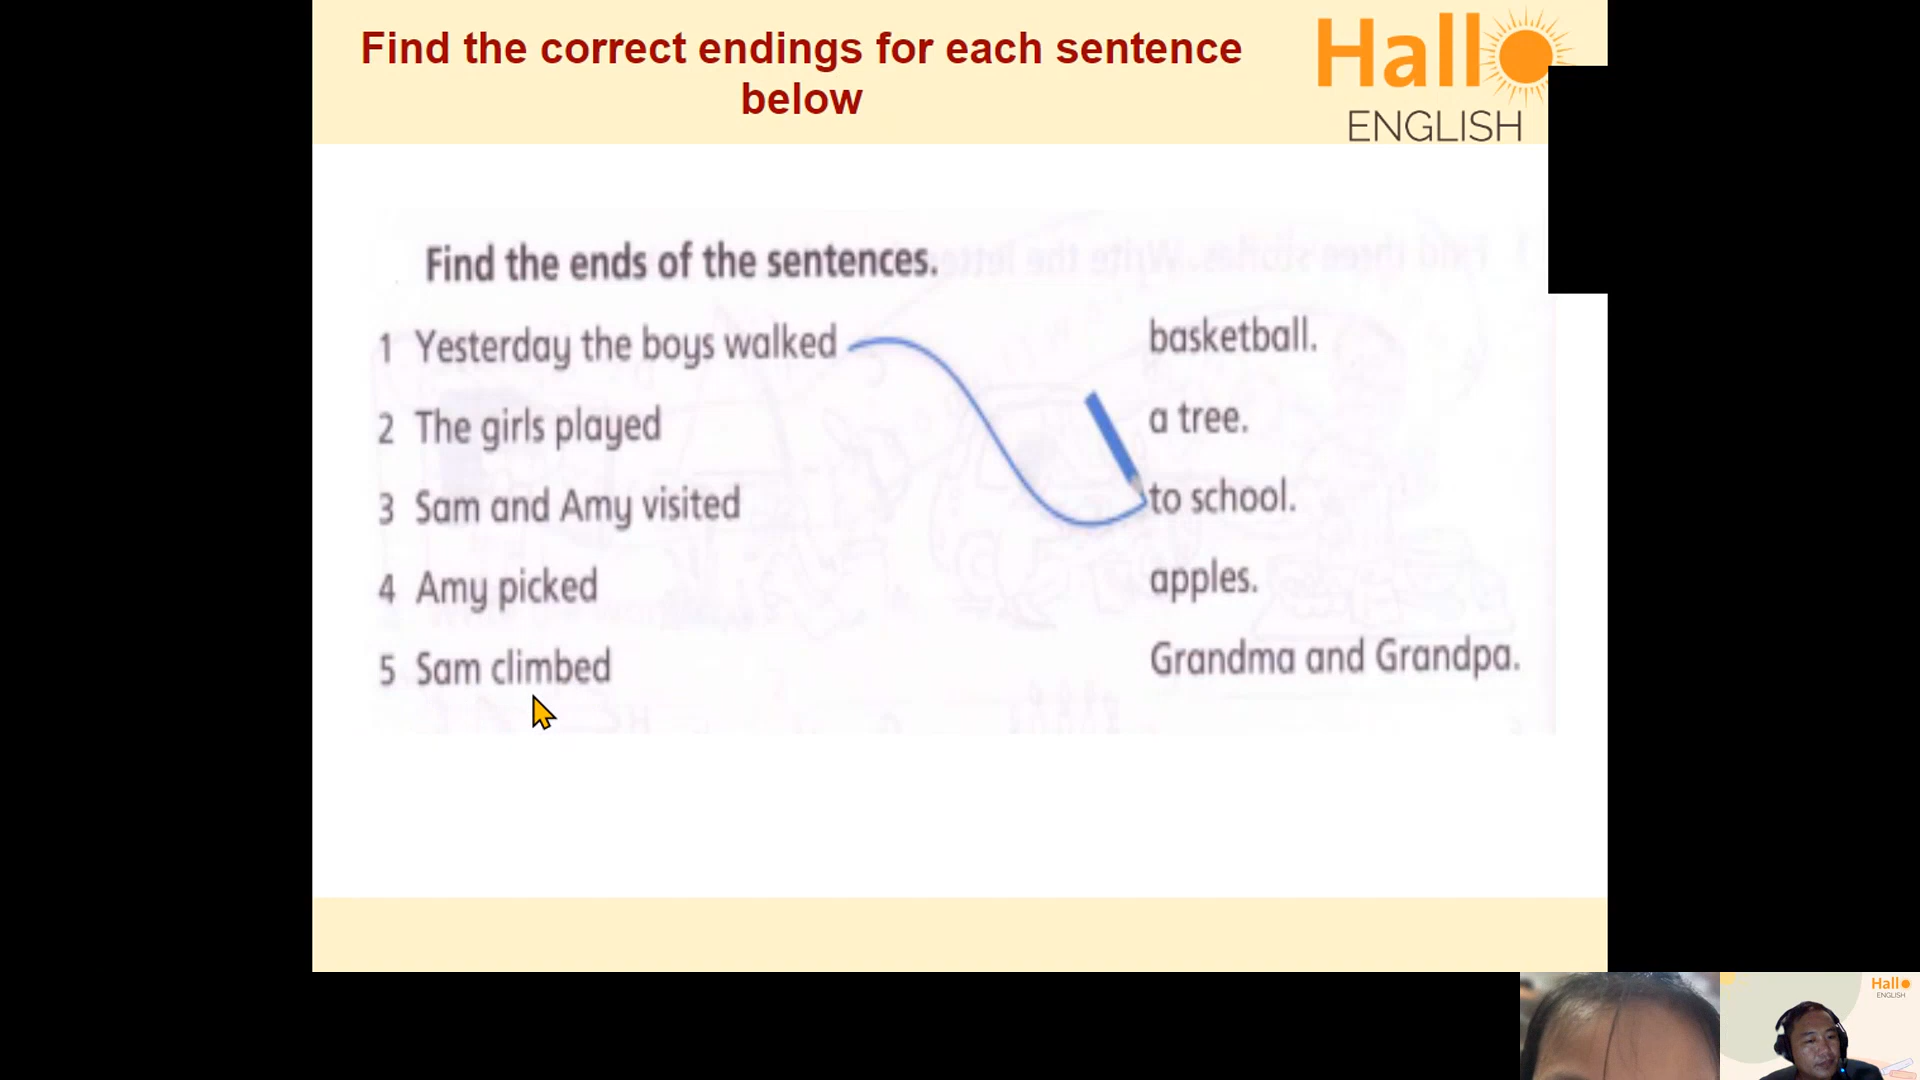 Find the correct endings for each sentence
below
Hallo
ENGLISH
Find the ends of the sentences.
1 Yesterday the boys walked
basketball.
2 The girls played
a tree.
3 Sam and Amy visited
to school.
4 Amy picked
apples.
5 Sam climbed
Grandma and Grandpa.
Hallo
ENGLISH